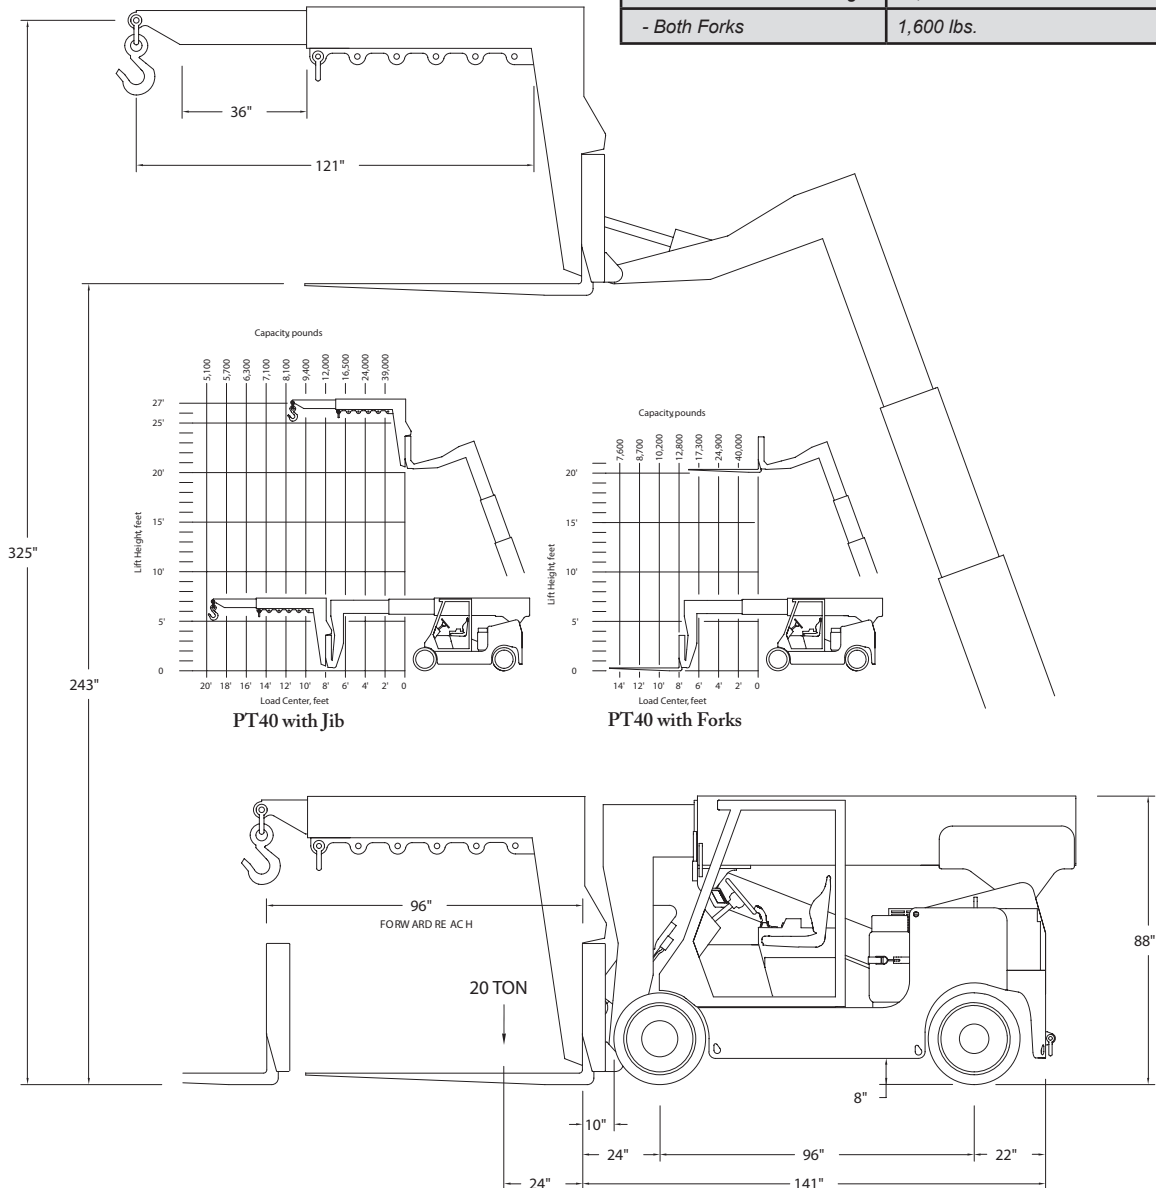 - Both Forks 1,600 lbs.
36"
121"
325"
243"
Capacity, pounds
5,100 5,700 6,300 7,100 8,100 9,400 12,000 16,500 24,000 39,000
27'
25'
20'
15'
10'
5'
0
Lift Height, feet
20' 18' 16' 14' 12' 10' 8' 6' 4' 2' 0
Load Center, feet
PT40 with Jib
Capacity, pounds
7,600 8,700 10,200 12,800 17,300 24,900 40,000
20'
15'
10'
5'
0
Lift Height, feet
14' 12' 10' 8' 6' 4' 2' 0
Load Center, feet
PT40 with Forks
96"
FORWARD REACH
20 TON
88"
8"
10"
24" 96" 22"
24" 141"